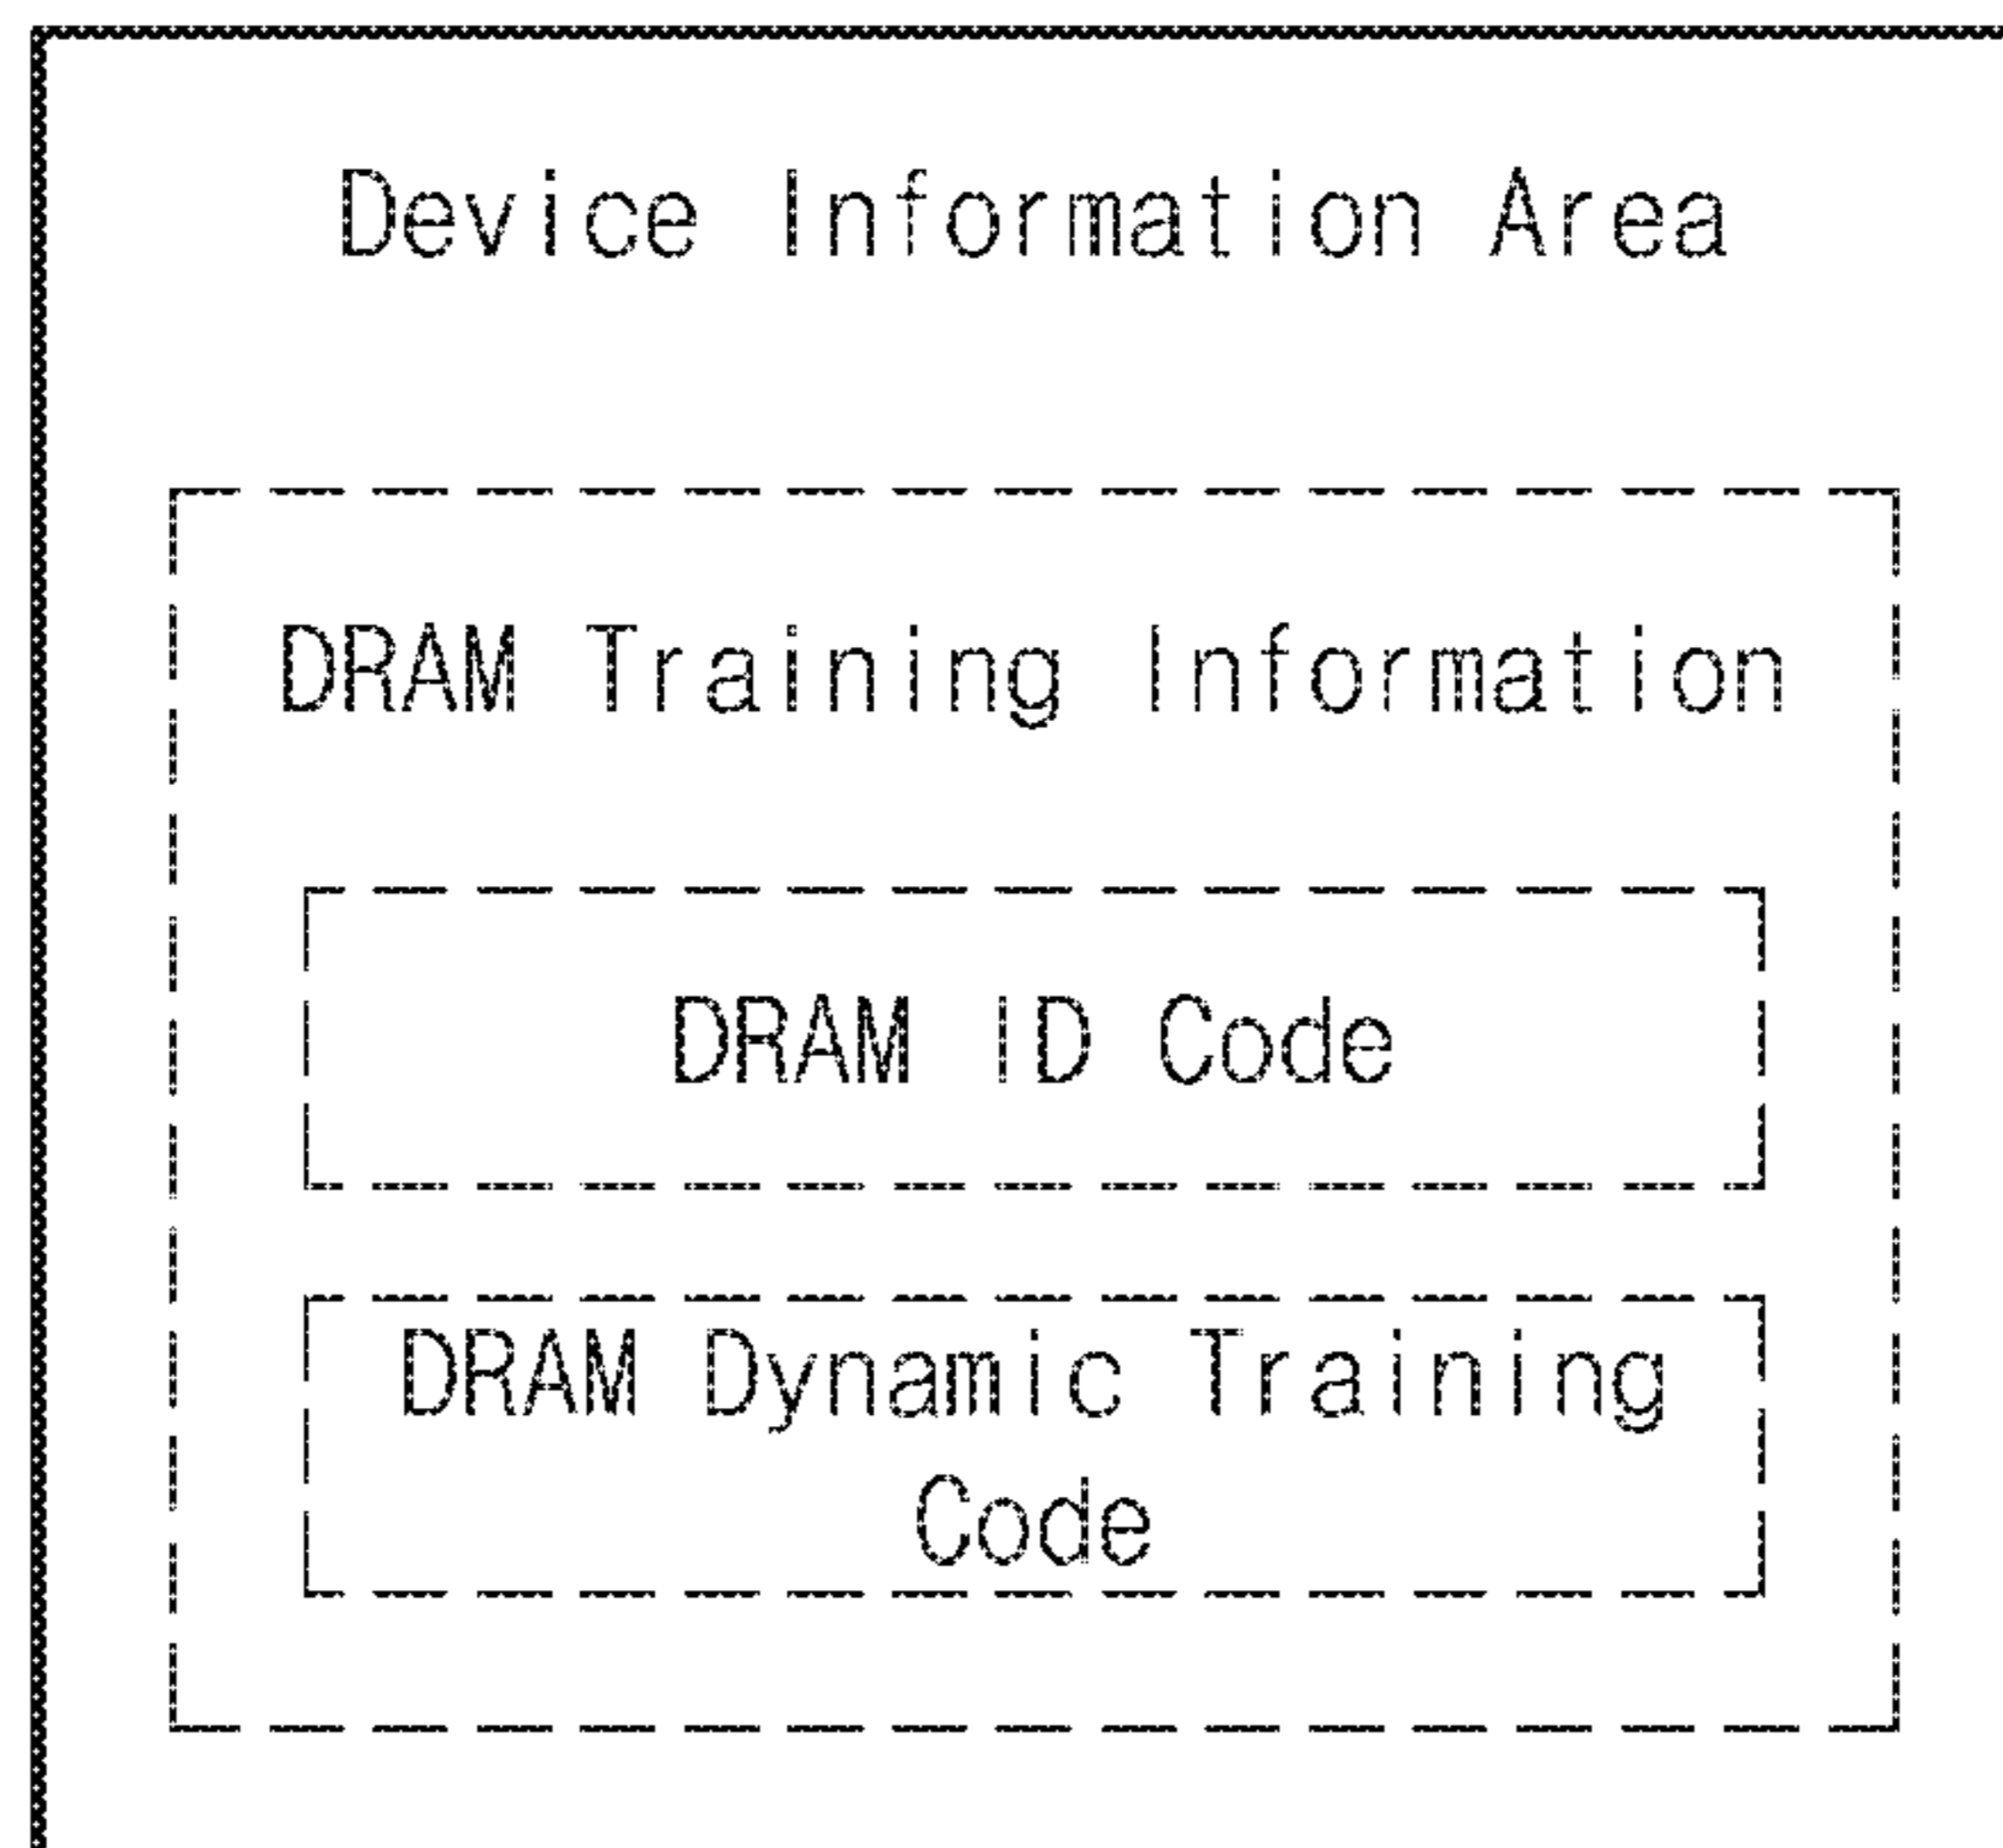 Device Information Area
DRAM Training Information
DRAM ID Code
DRAM Dynamic Training
Code